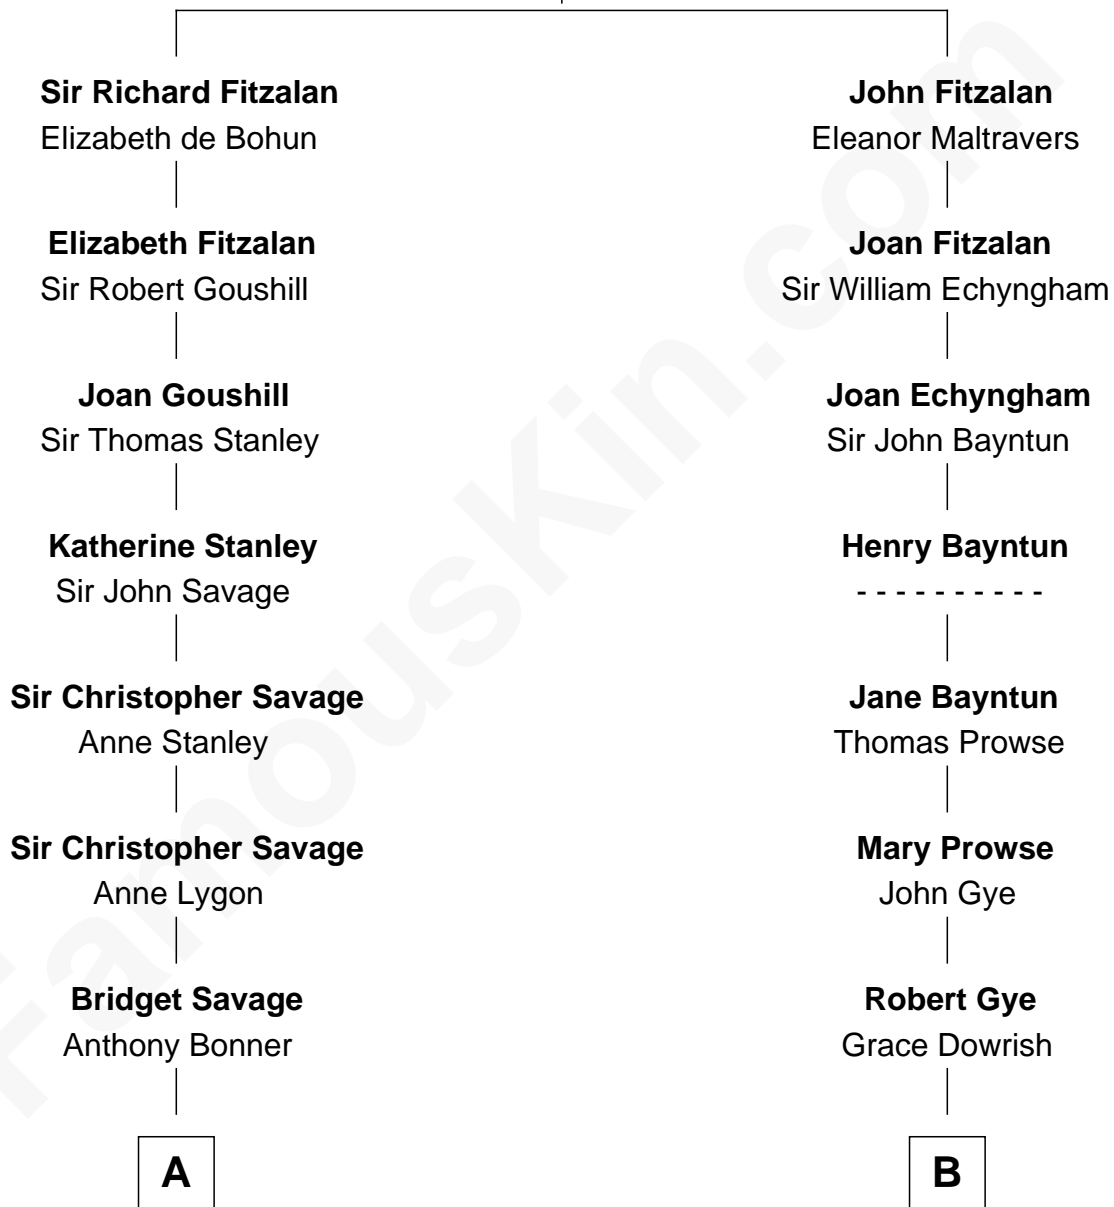 Sir Richard Fitzalan
Elizabeth de Bohun
Elizabeth Fitzalan
Sir Robert Goushill
Joan Goushill
Sir Thomas Stanley
Katherine Stanley
Sir John Savage
Sir Christopher Savage
Anne Stanley
Sir Christopher Savage
Anne Lygon
Bridget Savage
Anthony Bonner
A
John Fitzalan
Eleanor Maltravers
Joan Fitzalan
Sir William Echyngham
Joan Echyngham
Sir John Bayntun
Henry Bayntun
- - - - - - - - - -
Jane Bayntun
Thomas Prowse
Mary Prowse
John Gye
Robert Gye
Grace Dowrish
B
FamousKin.com